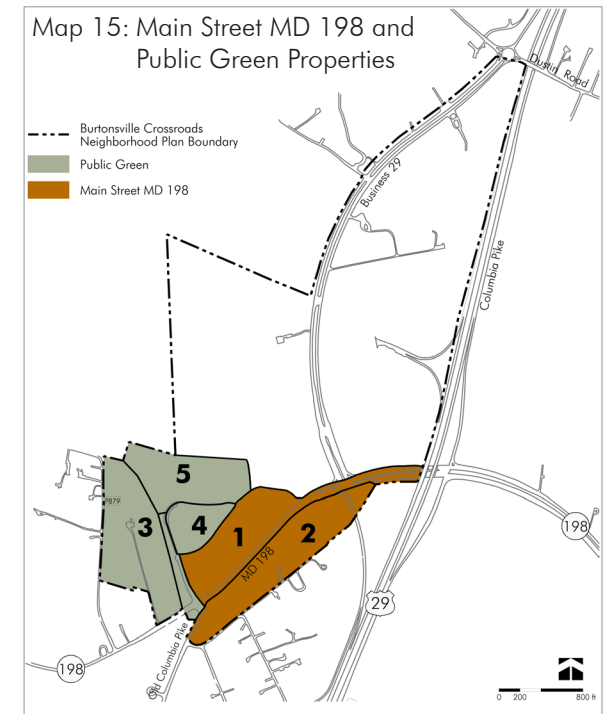 Map 15: Main Street MD 198 and
Public Green Properties
Burtonsville Crossroads
Neighborhood Plan Boundary
Public Green
Main Street MD 198
Dustin Road
Business 29
Columbia Pike
5
P879
3
4
1
2
MD 198
198
29
Old Columbia Pike
198
0 200 800 ft